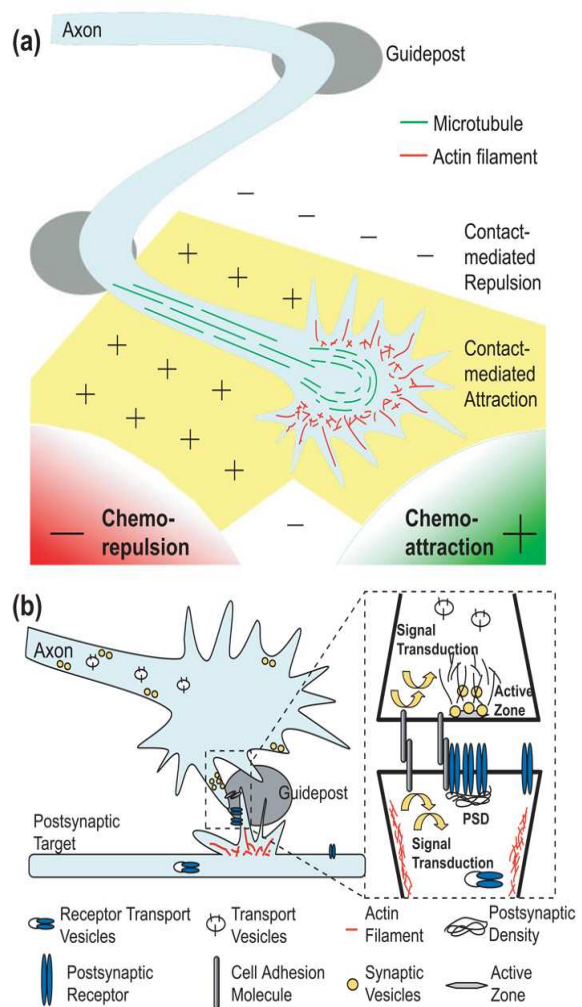 (a)
Axon
Guidepost
Microtubule
Actin filament
Contact-
mediated
Repulsion
Contact-
mediated
Attraction
Chemo-
repulsion
Chemo-
attraction
(b)
Axon
Guidepost
Postsynaptic
Target
Signal
Transduction
Active
Zone
PSD
Signal
Transduction
Receptor Transport
Vesicles
Transport
Vesicles
Actin
Filament
Postsynaptic
Density
Postsynaptic
Receptor
Cell Adhesion
Molecule
Synaptic
Vesicles
Active
Zone